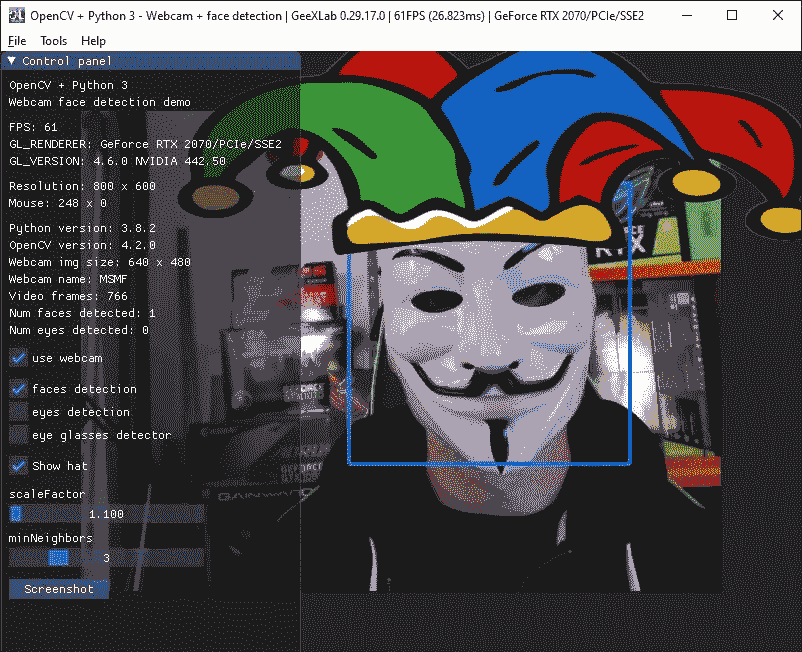 OpenCV + Python 3 - Webcam + face detection | GeeXLab 0.29.17.0 | 61FPS (26.823ms) | GeForce RTX 2070/PCIe/SSE2
File Tools Help
Control panel
OpenCV + Python 3
Webcam face detection demo
FPS: 61
GL_RENDERER: GeForce RTX 2070/PCIe/SSE2
GL_VERSION: 4.6.0 NVIDIA 442.50
Resolution: 800 x 600
Mouse: 248 x 0
Python version: 3.8.2
OpenCV version: 4.2.0
Webcam img size: 640 x 480
Webcam name: MSMF
Video frames: 766
Num faces detected: 1
Num eyes detected: 0
use webcam
faces detection
eyes detection
eye glasses detector
Show hat
scaleFactor
1.100
minNeighbors
3
Screenshot
RTX